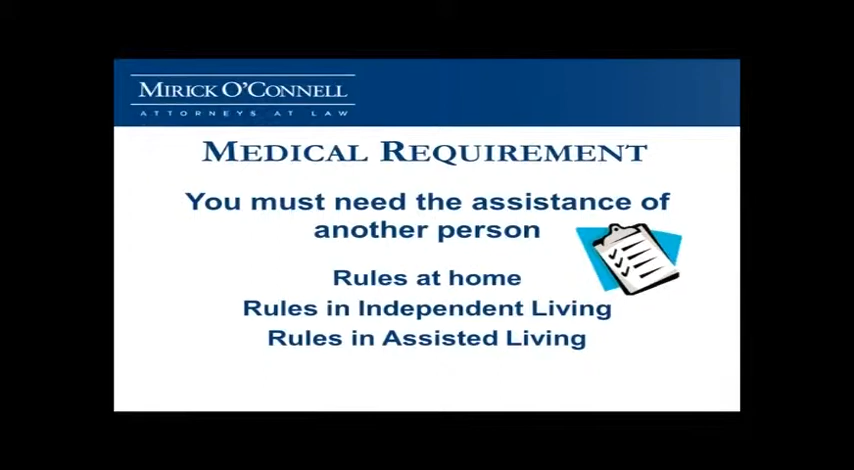 MIRICK O'CONNELL
ATTORNEYS AT LAW
MEDICAL REQUIREMENT
You must need the assistance of
another person
Rules at home
Rules in Independent Living
Rules in Assisted Living